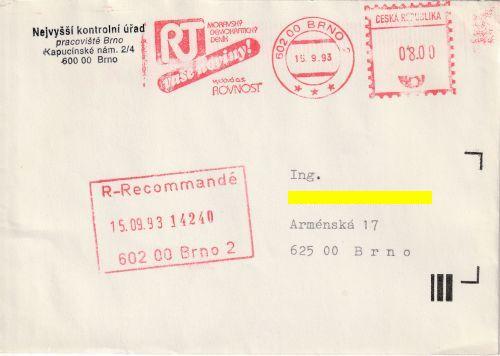 Nejvyšší kontrolní úřad
pracoviště Brno
Kapucínské nám. 2/4
600 00 Brno
RJ
MORAVSKÝ
DEMOKRATICKÝ
DENÍK
vaše noviny!
vydává a.s.
ROVNOST
602 00 BRNO 2
15.9.93
ČESKÁ REPUBLIKA
08.00
R-Recommandé
15.09.93 14240
602 00 Brno 2
Ing.
Arménská 17
625 00 Brno